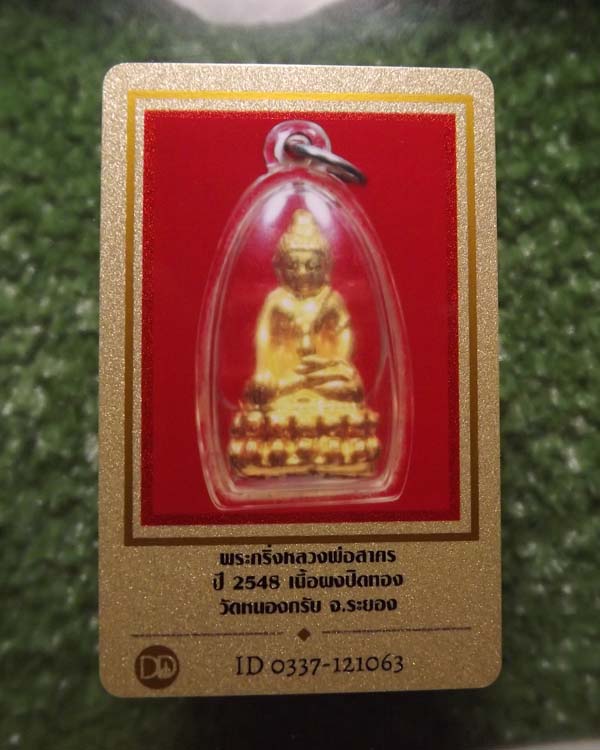 พระกริ่งหลวงพ่อสาคร
ปี 2548 เนื้อผงปิดทอง
วัดหนองกรับ จ.ระยอง
ID 0337-121063